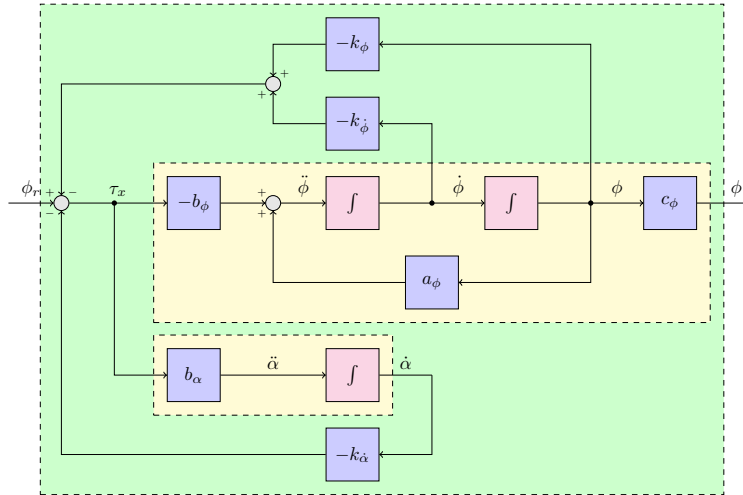 −k_ϕ
+
+
−k_ϕ̇
ϕ_r
+
−
−
τ_x
−b_ϕ
+
+
ϕ̈
∫
ϕ̇
∫
ϕ
c_ϕ
ϕ
a_ϕ
b_α
α̈
∫
α̇
−k_α̇